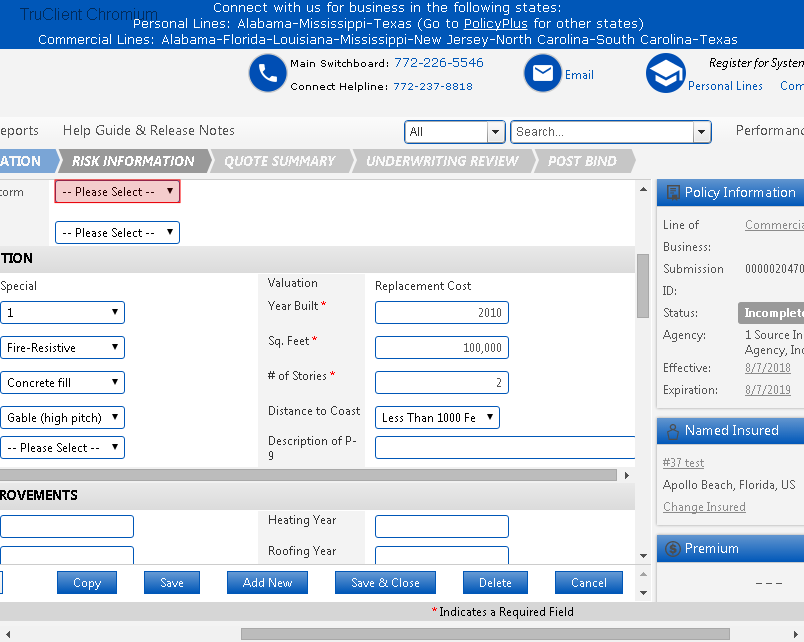 TruClient Chromium
Connect with us for business in the following states:
Personal Lines: Alabama-Mississippi-Texas (Go to PolicyPlus for other states)
Commercial Lines: Alabama-Florida-Louisiana-Mississippi-New Jersey-North Carolina-South Carolina-Texas
Main Switchboard: 772-226-5546
Connect Helpline: 772-237-8818
Email
Register for System
Personal Lines Com
eports Help Guide & Release Notes All Search... Performanc
ATION RISK INFORMATION QUOTE SUMMARY UNDERWRITING REVIEW POST BIND
torm -- Please Select --
-- Please Select --
TION
Special Valuation Replacement Cost
1 Year Built * 2010
Fire-Resistive Sq. Feet * 100,000
Concrete fill # of Stories * 2
Gable (high pitch) Distance to Coast Less Than 1000 Fe
-- Please Select -- Description of P-
9
ROVEMENTS
Heating Year
Roofing Year
Copy Save Add New Save & Close Delete Cancel
* Indicates a Required Field
Policy Information
Line of Commercia
Business:
Submission 0000020470
ID:
Status: Incomplete
Agency: 1 Source In
Agency, Inc
Effective: 8/7/2018
Expiration: 8/7/2019
Named Insured
#37 test
Apollo Beach, Florida, US
Change Insured
Premium
---